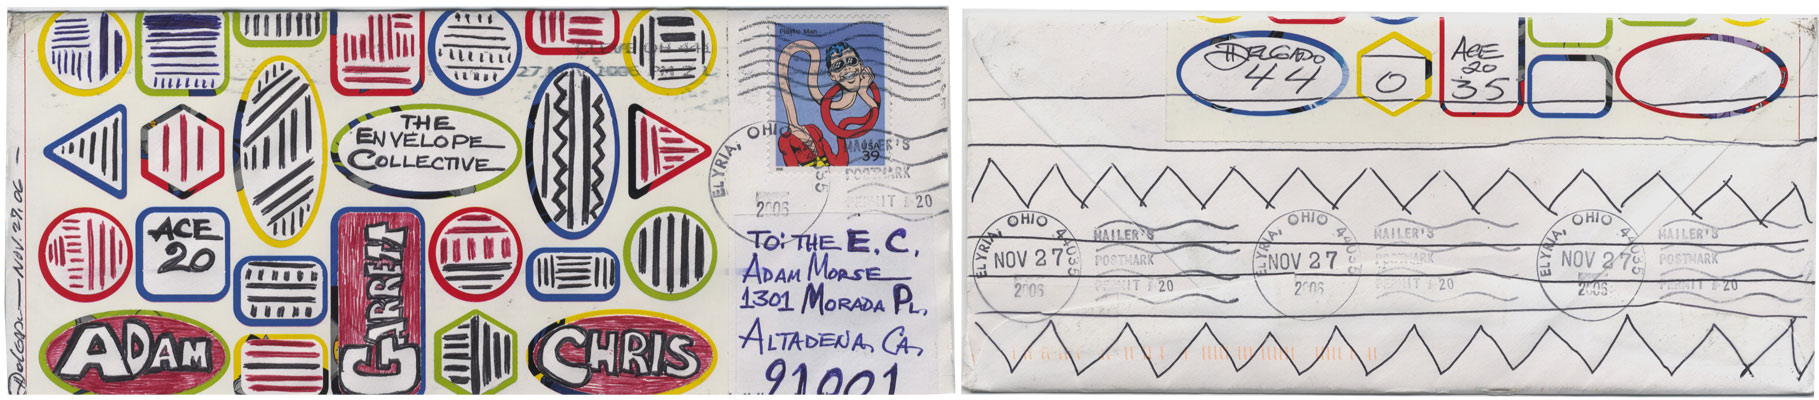 Plastic Man
USA
39
ELYRIA, OHIO
2006
MAILER'S
POSTMARK
PERMIT #20
THE
ENVELOPE
COLLECTIVE
ACE
20
ADAM
GARRETT
CHRIS
NOV. 27. 06
TO: THE E. C.
ADAM MORSE
1301 MORADA PL.
ALTADENA, CA,
91001
DELGADO
44
0
ACE
20
35
ELYRIA, OHIO 44035
NOV 27
2006
MAILER'S
POSTMARK
PERMIT #20
ELYRIA, OHIO 44035
NOV 27
2006
MAILER'S
POSTMARK
PERMIT #20
ELYRIA, OHIO 44035
NOV 27
2006
MAILER'S
POSTMARK
PERMIT #20